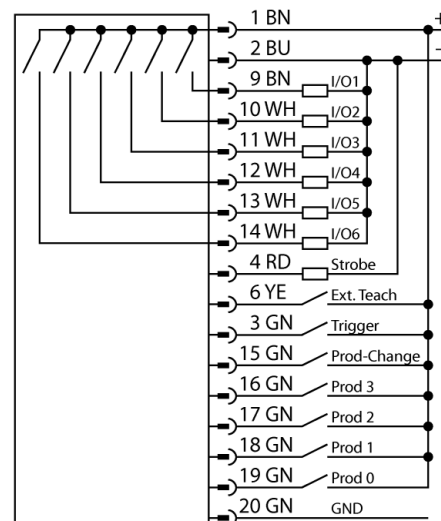 1 BN +
2 BU −
9 BN I/O1
10 WH I/O2
11 WH I/O3
12 WH I/O4
13 WH I/O5
14 WH I/O6
4 RD Strobe
6 YE Ext. Teach
3 GN Trigger
15 GN Prod-Change
16 GN Prod 3
17 GN Prod 2
18 GN Prod 1
19 GN Prod 0
20 GN GND